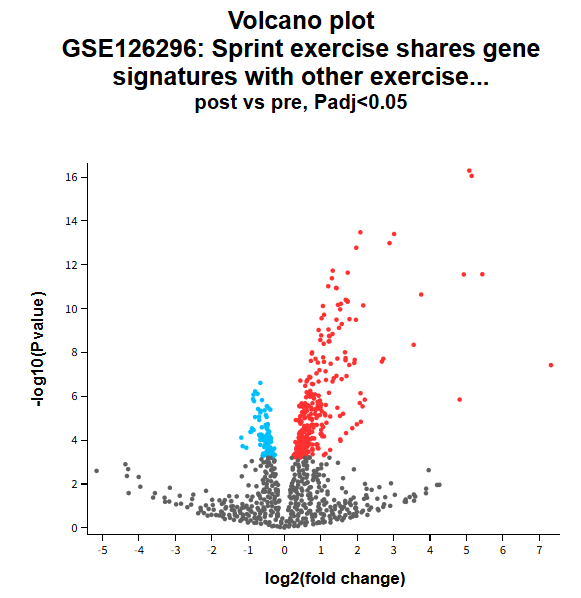 Volcano plot
GSE126296: Sprint exercise shares gene
signatures with other exercise...
post vs pre, Padj<0.05
-log10(Pvalue)
16
14
12
10
8
6
4
2
0
-5 -4 -3 -2 -1 0 1 2 3 4 5 6 7
log2(fold change)